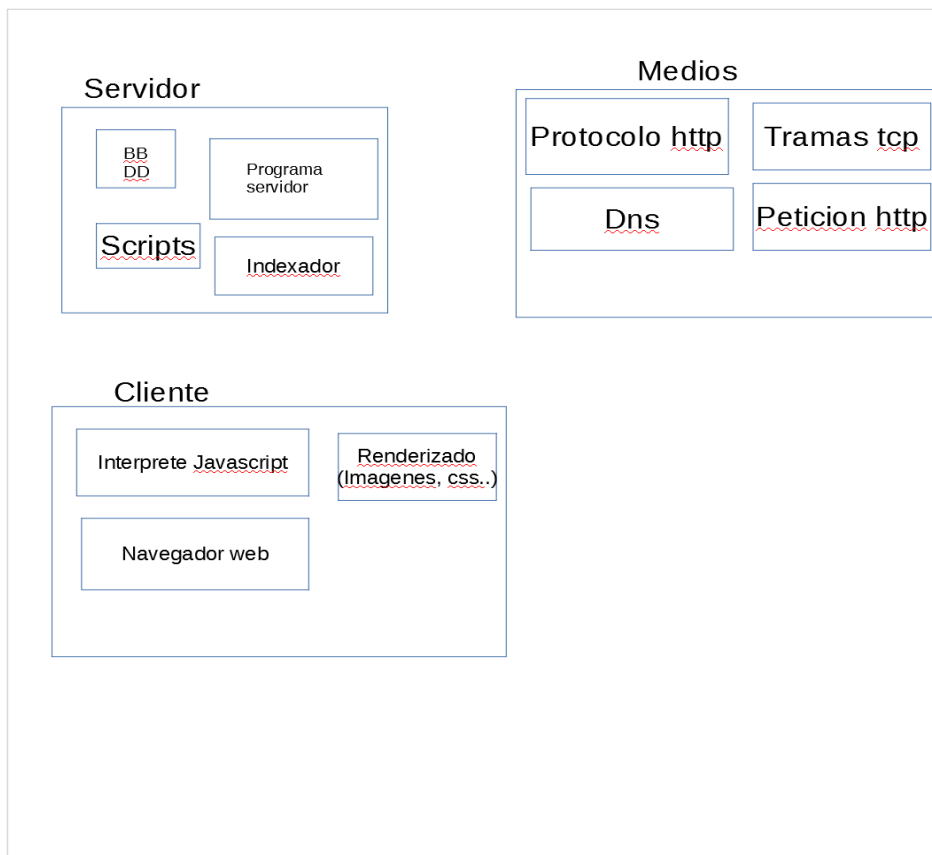 Servidor
BB
DD
Programa
servidor
Scripts
Indexador
Medios
Protocolo http
Tramas tcp
Dns
Peticion http
Cliente
Interprete Javascript
Renderizado
(Imagenes, css..)
Navegador web